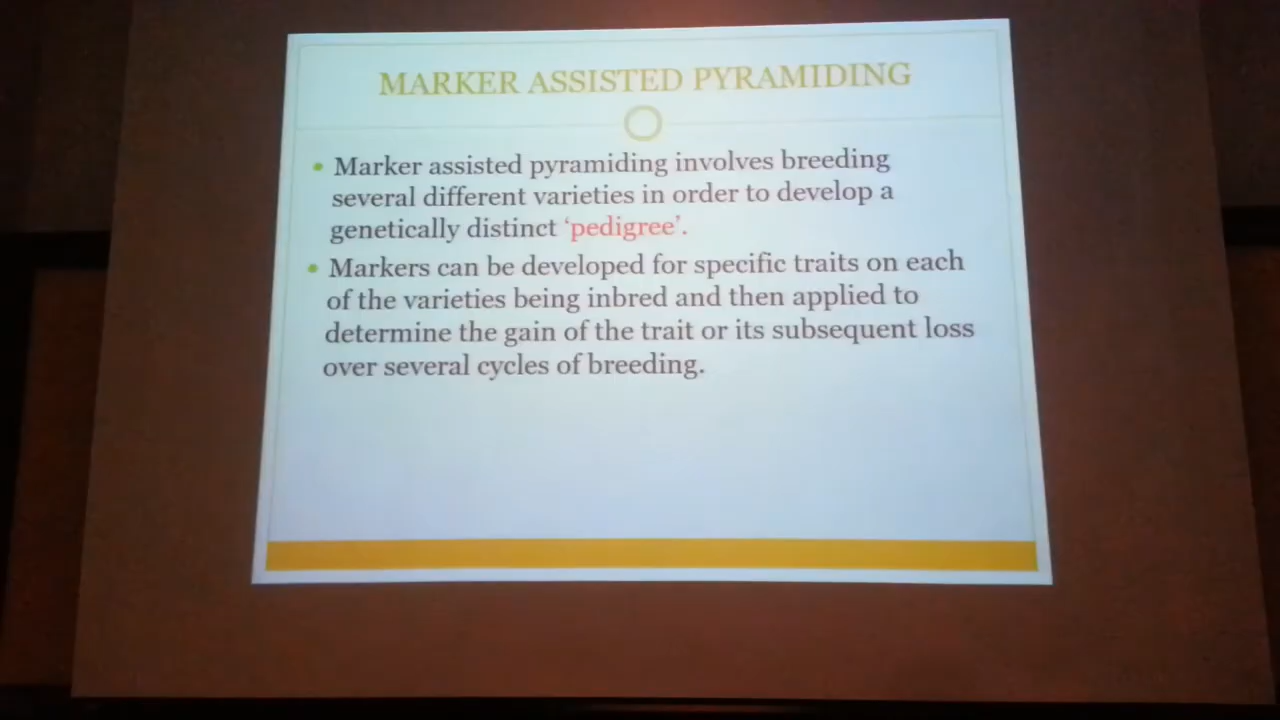 MARKER ASSISTED PYRAMIDING
• Marker assisted pyramiding involves breeding
several different varieties in order to develop a
genetically distinct ‘pedigree’.
• Markers can be developed for specific traits on each
of the varieties being inbred and then applied to
determine the gain of the trait or its subsequent loss
over several cycles of breeding.